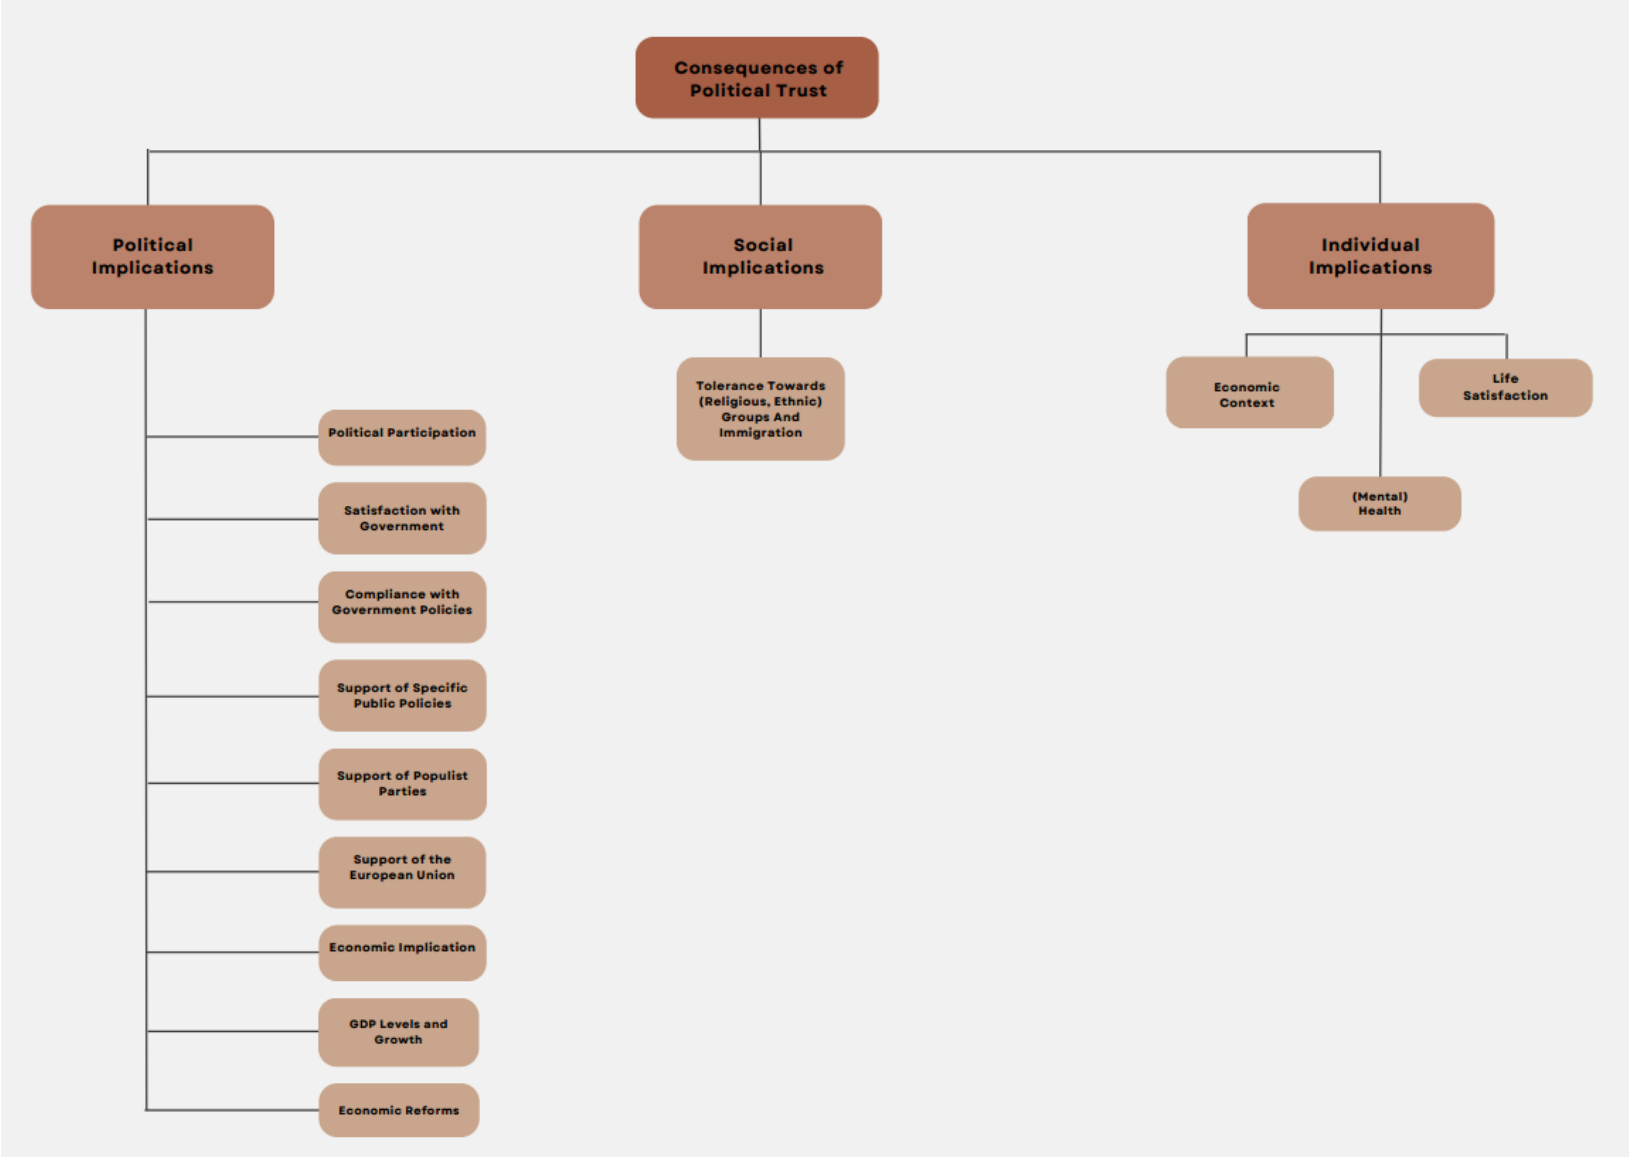 Consequences of
Political Trust
Political
Implications
Social
Implications
Individual
Implications
Tolerance Towards
(Religious, Ethnic)
Groups And
Immigration
Economic
Context
Life
Satisfaction
(Mental)
Health
Political Participation
Satisfaction with
Government
Compliance with
Government Policies
Support of Specific
Public Policies
Support of Populist
Parties
Support of the
European Union
Economic Implication
GDP Levels and
Growth
Economic Reforms